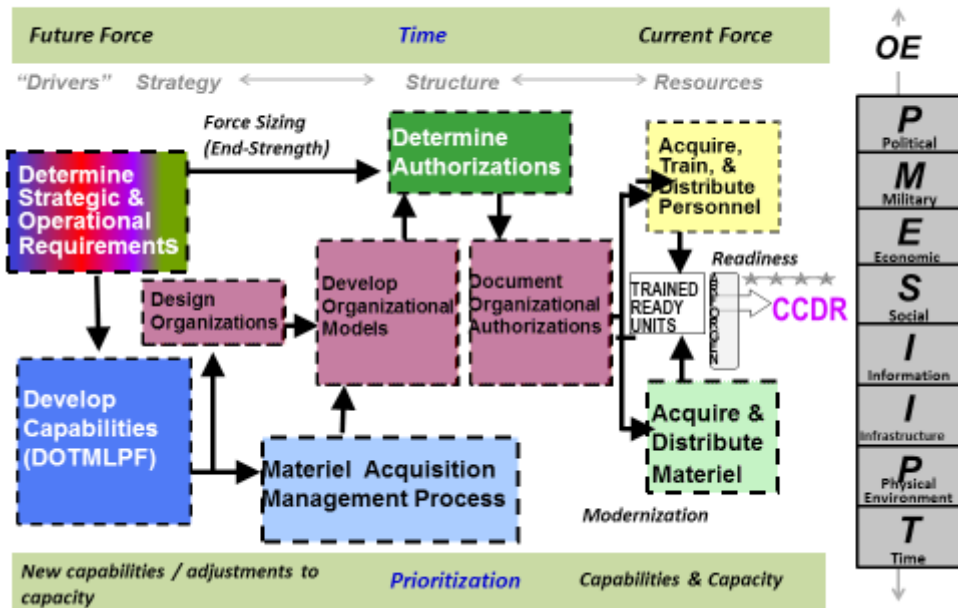 Future Force
Time
Current Force
OE
“Drivers”
Strategy
Structure
Resources
Force Sizing
(End-Strength)
Determine
Strategic &
Operational
Requirements
Determine
Authorizations
Acquire,
Train, &
Distribute
Personnel
Design
Organizations
Develop
Organizational
Models
Document
Organizational
Authorizations
TRAINED
READY
UNITS
Readiness
ARFORGEN
CCDR
Develop
Capabilities
(DOTMLPF)
Materiel Acquisition
Management Process
Acquire &
Distribute
Materiel
Modernization
New capabilities / adjustments to
capacity
Prioritization
Capabilities & Capacity
P
Political
M
Military
E
Economic
S
Social
I
Information
I
Infrastructure
P
Physical
Environment
T
Time